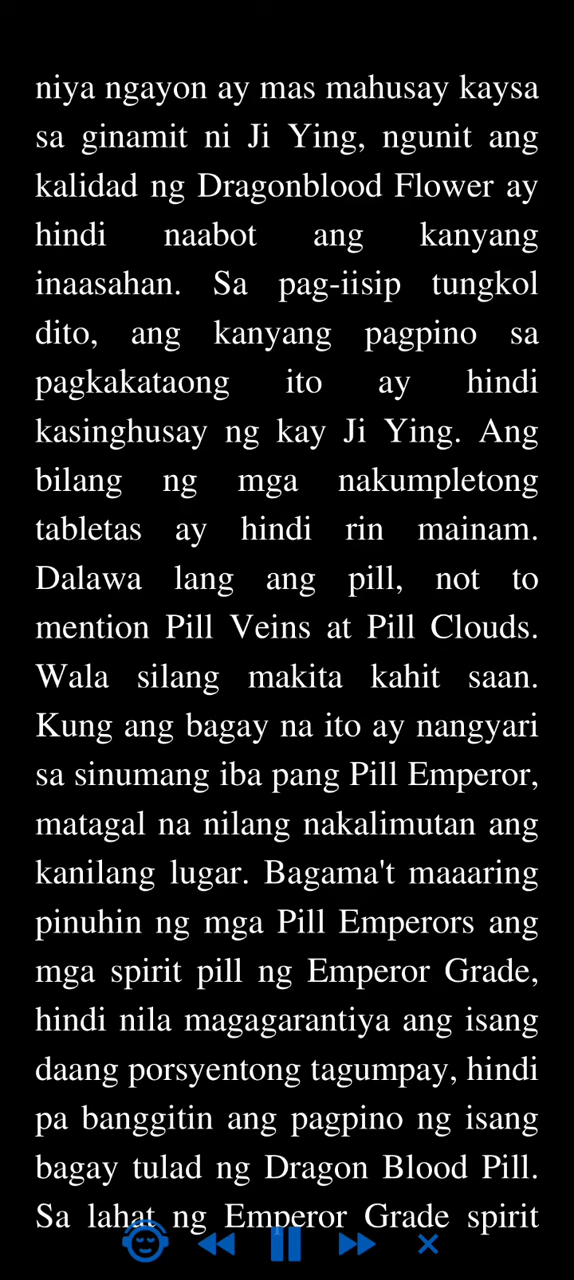 niya ngayon ay mas mahusay kaysa
sa ginamit ni Ji Ying, ngunit ang
kalidad ng Dragonblood Flower ay
hindi naabot ang kanyang
inaasahan. Sa pag-iisip tungkol
dito, ang kanyang pagpino sa
pagkakataong ito ay hindi
kasinghusay ng kay Ji Ying. Ang
bilang ng mga nakumpletong
tabletas ay hindi rin mainam.
Dalawa lang ang pill, not to
mention Pill Veins at Pill Clouds.
Wala silang makita kahit saan.
Kung ang bagay na ito ay nangyari
sa sinumang iba pang Pill Emperor,
matagal na nilang nakalimutan ang
kanilang lugar. Bagama't maaaring
pinuhin ng mga Pill Emperors ang
mga spirit pill ng Emperor Grade,
hindi nila magagarantiya ang isang
daang porsyentong tagumpay, hindi
pa banggitin ang pagpino ng isang
bagay tulad ng Dragon Blood Pill.
Sa lahat ng Emperor Grade spirit